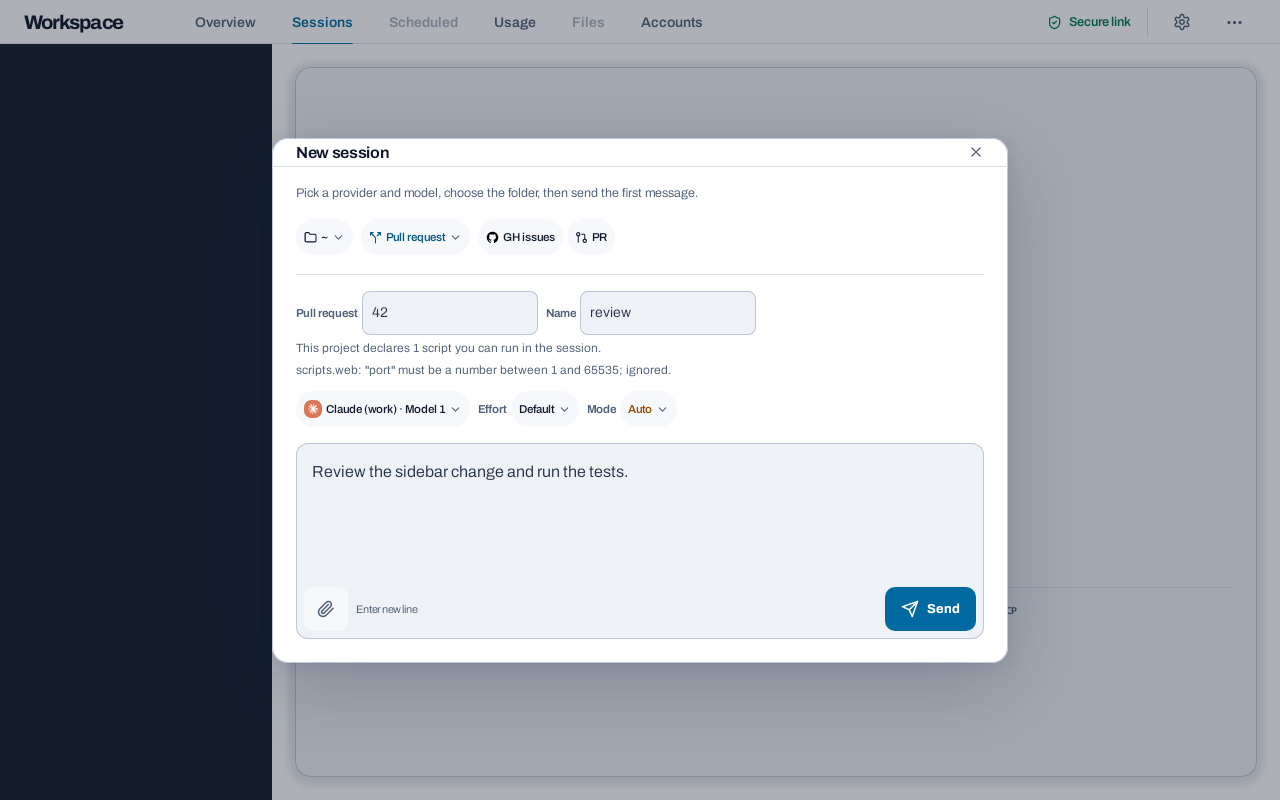 Workspace
Overview
Sessions
Scheduled
Usage
Files
Accounts
Secure link
New session
Pick a provider and model, choose the folder, then send the first message.
~
Pull request
GH issues
PR
Pull request
42
Name
review
This project declares 1 script you can run in the session.
scripts.web: "port" must be a number between 1 and 65535; ignored.
Claude (work) · Model 1
Effort
Default
Mode
Auto
Review the sidebar change and run the tests.
Enter new line
Send